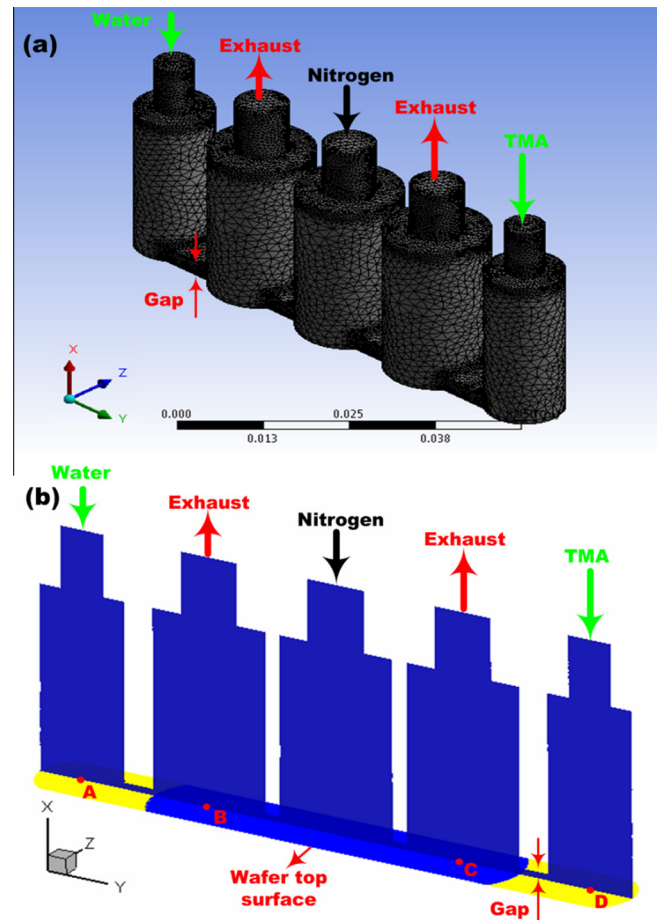 (a)
Water
Exhaust
Nitrogen
Exhaust
TMA
Gap
X
Z
Y
0.000
0.025
0.013
0.038
(b)
Water
Exhaust
Nitrogen
Exhaust
TMA
A
B
C
D
X
Z
Y
Wafer top
surface
Gap